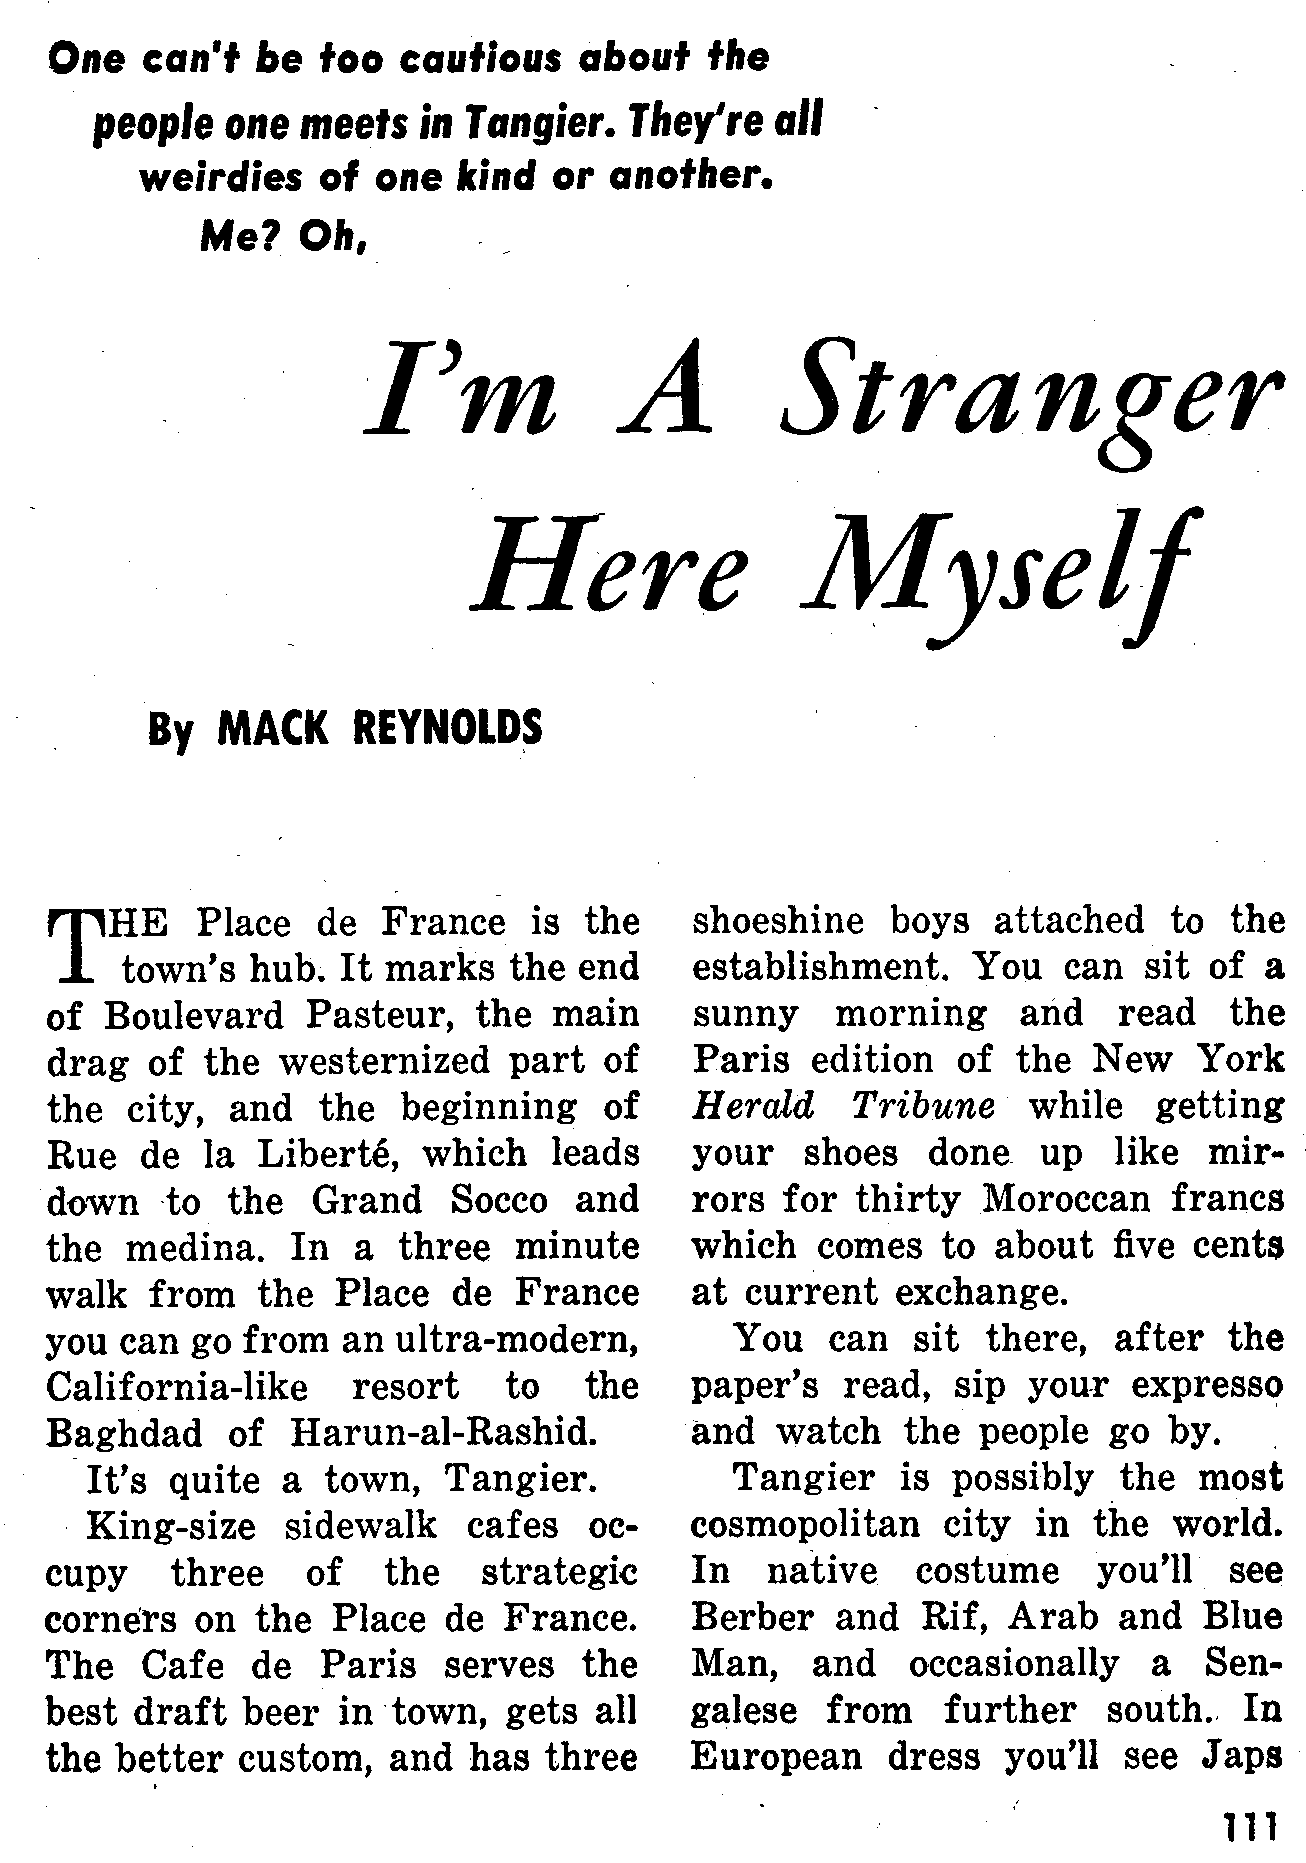 One can't be too cautious about the
people one meets in Tangier. They're all
weirdies of one kind or another.
Me? Oh,
I'm A Stranger
Here Myself
By MACK REYNOLDS
THE Place de France is the
town's hub. It marks the end
of Boulevard Pasteur, the main
drag of the westernized part of
the city, and the beginning of
Rue de la Liberté, which leads
down to the Grand Socco and
the medina. In a three minute
walk from the Place de France
you can go from an ultra-modern,
California-like resort to the
Baghdad of Harun-al-Rashid.
It's quite a town, Tangier.
King-size sidewalk cafes oc-
cupy three of the strategic
corners on the Place de France.
The Cafe de Paris serves the
best draft beer in town, gets all
the better custom, and has three
shoeshine boys attached to the
establishment. You can sit of a
sunny morning and read the
Paris edition of the New York
Herald Tribune while getting
your shoes done up like mir-
rors for thirty Moroccan francs
which comes to about five cents
at current exchange.
You can sit there, after the
paper's read, sip your expresso
and watch the people go by.
Tangier is possibly the most
cosmopolitan city in the world.
In native costume you'll see
Berber and Rif, Arab and Blue
Man, and occasionally a Sen-
galese from further south. In
European dress you'll see Japs
111